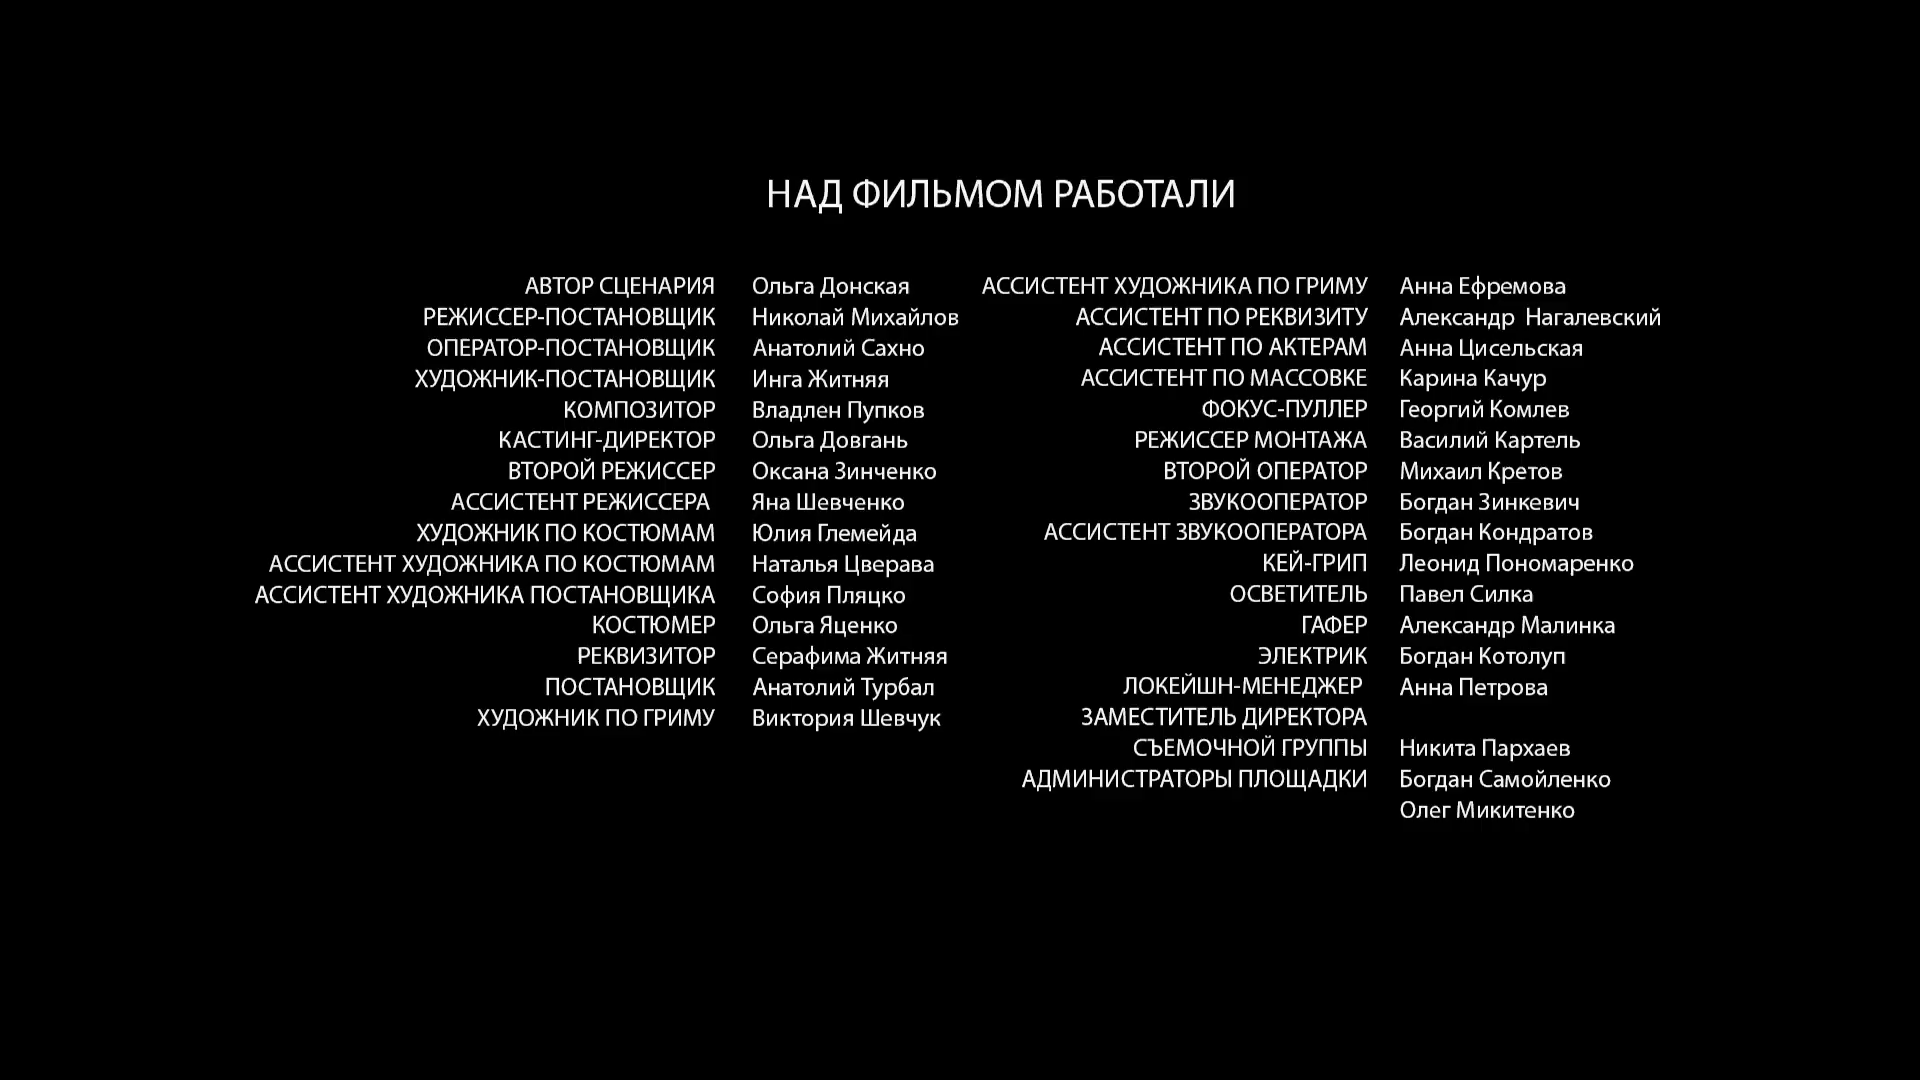 НАД ФИЛЬМОМ РАБОТАЛИ
АВТОР СЦЕНАРИЯ Ольга Донская
РЕЖИССЕР-ПОСТАНОВЩИК Николай Михайлов
ОПЕРАТОР-ПОСТАНОВЩИК Анатолий Сахно
ХУДОЖНИК-ПОСТАНОВЩИК Инга Житняя
КОМПОЗИТОР Владлен Пупков
КАСТИНГ-ДИРЕКТОР Ольга Довгань
ВТОРОЙ РЕЖИССЕР Оксана Зинченко
АССИСТЕНТ РЕЖИССЕРА Яна Шевченко
ХУДОЖНИК ПО КОСТЮМАМ Юлия Глемейда
АССИСТЕНТ ХУДОЖНИКА ПО КОСТЮМАМ Наталья Цверава
АССИСТЕНТ ХУДОЖНИКА ПОСТАНОВЩИКА София Пляцко
КОСТЮМЕР Ольга Яценко
РЕКВИЗИТОР Серафима Житняя
ПОСТАНОВЩИК Анатолий Турбал
ХУДОЖНИК ПО ГРИМУ Виктория Шевчук
АССИСТЕНТ ХУДОЖНИКА ПО ГРИМУ Анна Ефремова
АССИСТЕНТ ПО РЕКВИЗИТУ Александр Нагалевский
АССИСТЕНТ ПО АКТЕРАМ Анна Цисельская
АССИСТЕНТ ПО МАССОВКЕ Карина Качур
ФОКУС-ПУЛЛЕР Георгий Комлев
РЕЖИССЕР МОНТАЖА Василий Картель
ВТОРОЙ ОПЕРАТОР Михаил Кретов
ЗВУКООПЕРАТОР Богдан Зинкевич
АССИСТЕНТ ЗВУКООПЕРАТОРА Богдан Кондратов
КЕЙ-ГРИП Леонид Пономаренко
ОСВЕТИТЕЛЬ Павел Силка
ГАФЕР Александр Малинка
ЭЛЕКТРИК Богдан Котолуп
ЛОКЕЙШН-МЕНЕДЖЕР Анна Петрова
ЗАМЕСТИТЕЛЬ ДИРЕКТОРА
СЪЕМОЧНОЙ ГРУППЫ Никита Пархаев
АДМИНИСТРАТОРЫ ПЛОЩАДКИ Богдан Самойленко
Олег Микитенко